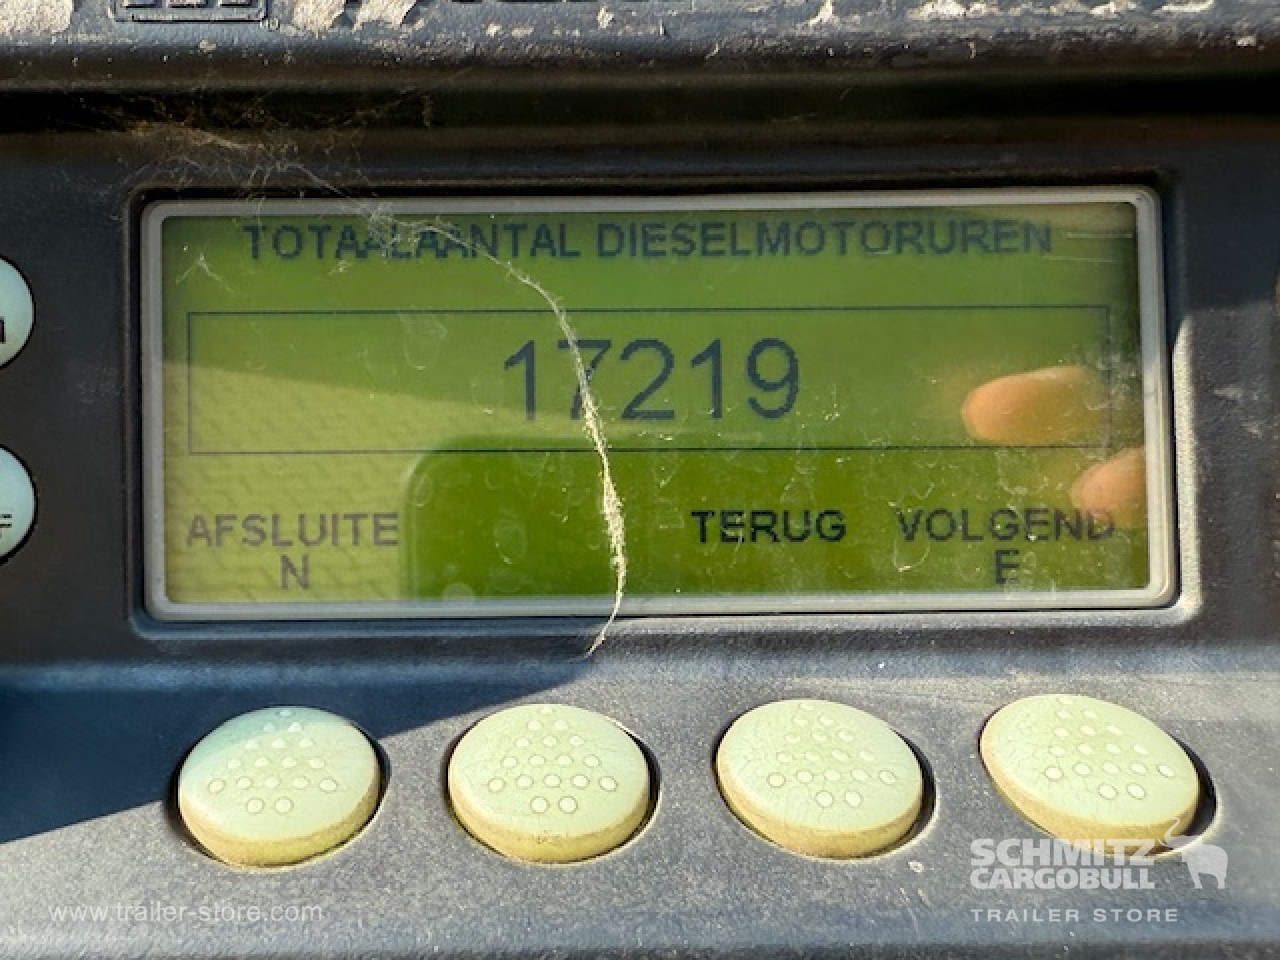 TOTAALAANTAL DIESELMOTORUREN
17219
AFSLUITE
N
TERUG
VOLGEND
E
SCHMITZ
CARGOBULL
TRAILER STORE
www.trailer-store.com